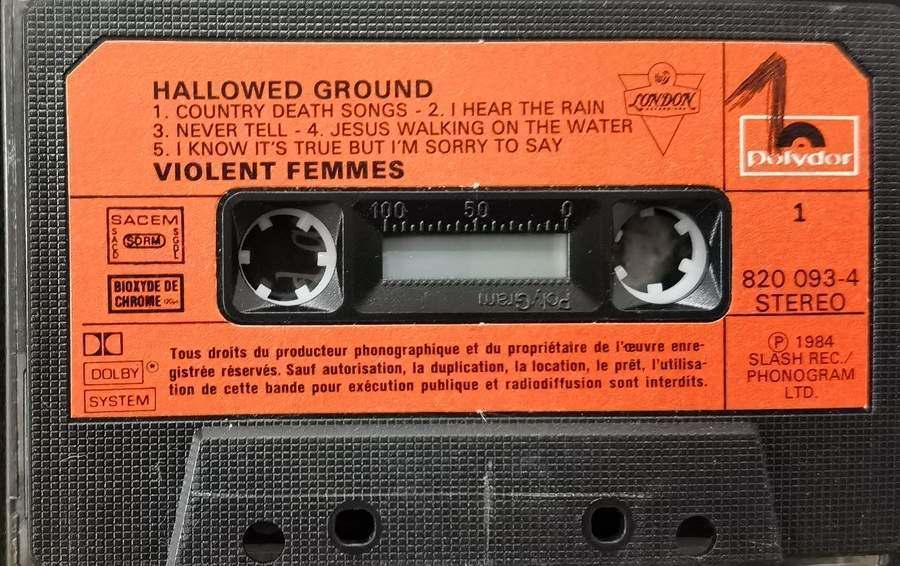 HALLOWED GROUND
1. COUNTRY DEATH SONGS - 2. I HEAR THE RAIN
3. NEVER TELL - 4. JESUS WALKING ON THE WATER
5. I KNOW IT'S TRUE BUT I'M SORRY TO SAY
VIOLENT FEMMES
LONDON
1
polydor
SACEM
SACD
SDRM
SGDL
BIOXYDE DE
CHROME
100 50 0
PolyGram
1
820 093-4
STEREO
DOLBY
SYSTEM
Tous droits du producteur phonographique et du propriétaire de l'œuvre enre-
gistrée réservés. Sauf autorisation, la duplication, la location, le prêt, l'utilisa-
tion de cette bande pour exécution publique et radiodiffusion sont interdits.
Ⓟ 1984
SLASH REC./
PHONOGRAM
LTD.